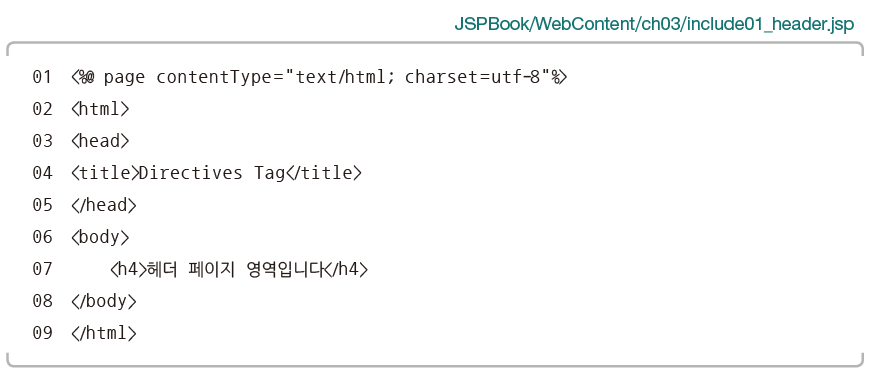 JSPBook/WebContent/ch03/include01_header.jsp
01 <%@ page contentType="text/html; charset=utf-8"%>
02 <html>
03 <head>
04 <title>Directives Tag</title>
05 </head>
06 <body>
07     <h4>헤더 페이지 영역입니다</h4>
08 </body>
09 </html>